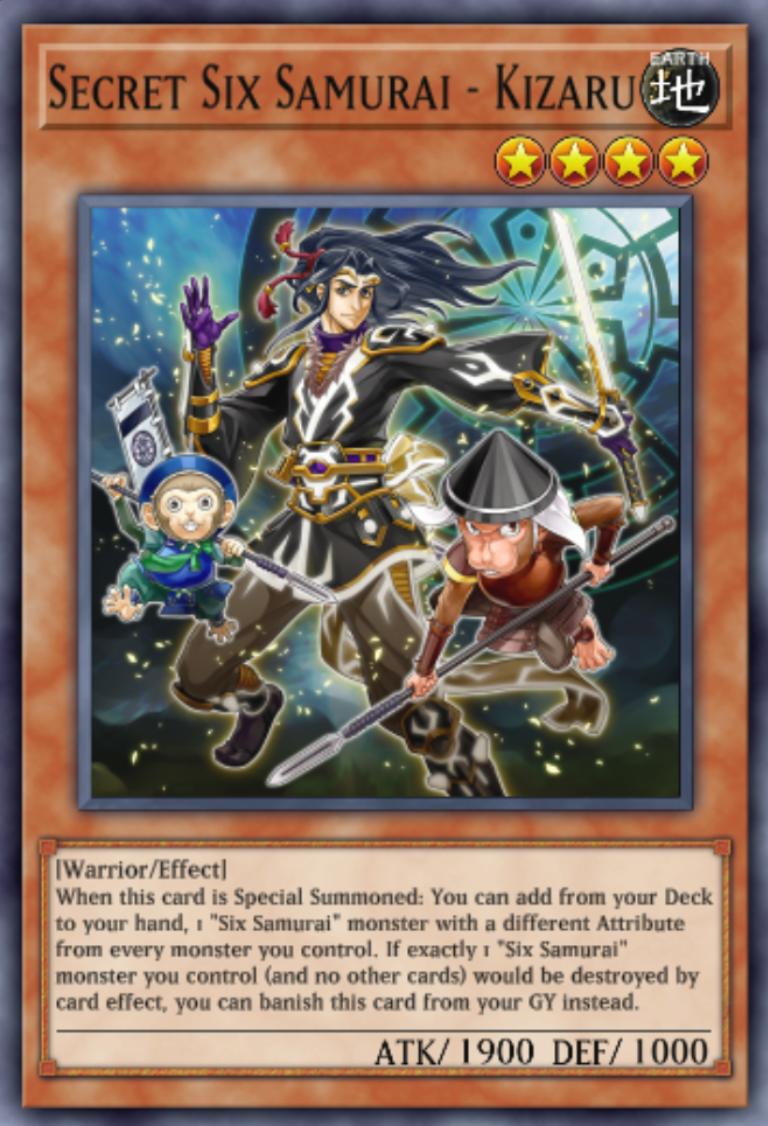 SECRET SIX SAMURAI - KIZARU
EARTH
地
[Warrior/Effect]
When this card is Special Summoned: You can add from your Deck
to your hand, 1 "Six Samurai" monster with a different Attribute
from every monster you control. If exactly 1 "Six Samurai"
monster you control (and no other cards) would be destroyed by
card effect, you can banish this card from your GY instead.
ATK/ 1900 DEF/ 1000